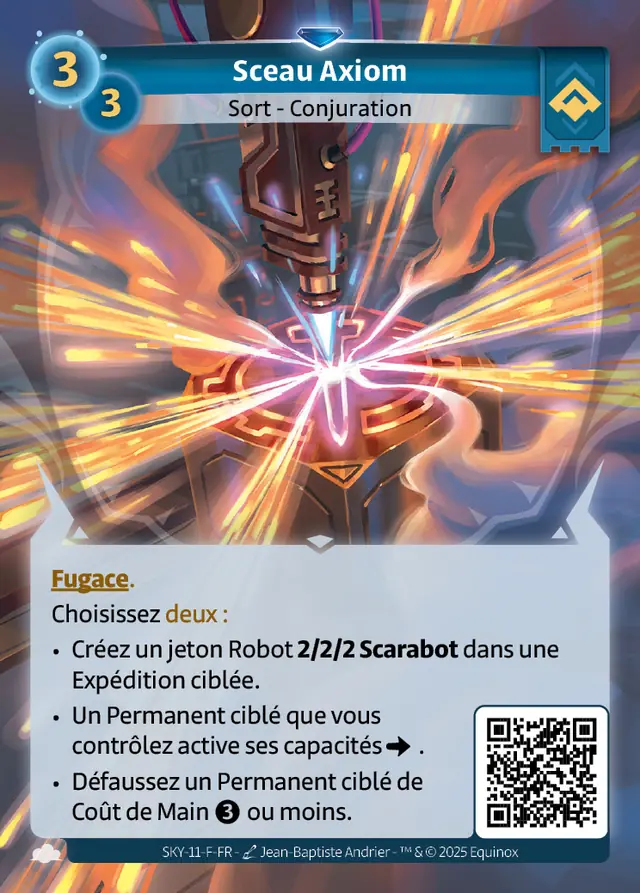 3
Sceau Axiom
3
Sort - Conjuration
Fugace.
Choisissez deux :
• Créez un jeton Robot 2/2/2 Scarabot dans une
Expédition ciblée.
• Un Permanent ciblé que vous
contrôlez active ses capacités ➔ .
• Défaussez un Permanent ciblé de
Coût de Main ❸ ou moins.
SKY-11-F-FR - Jean-Baptiste Andrier - ™ & © 2025 Equinox